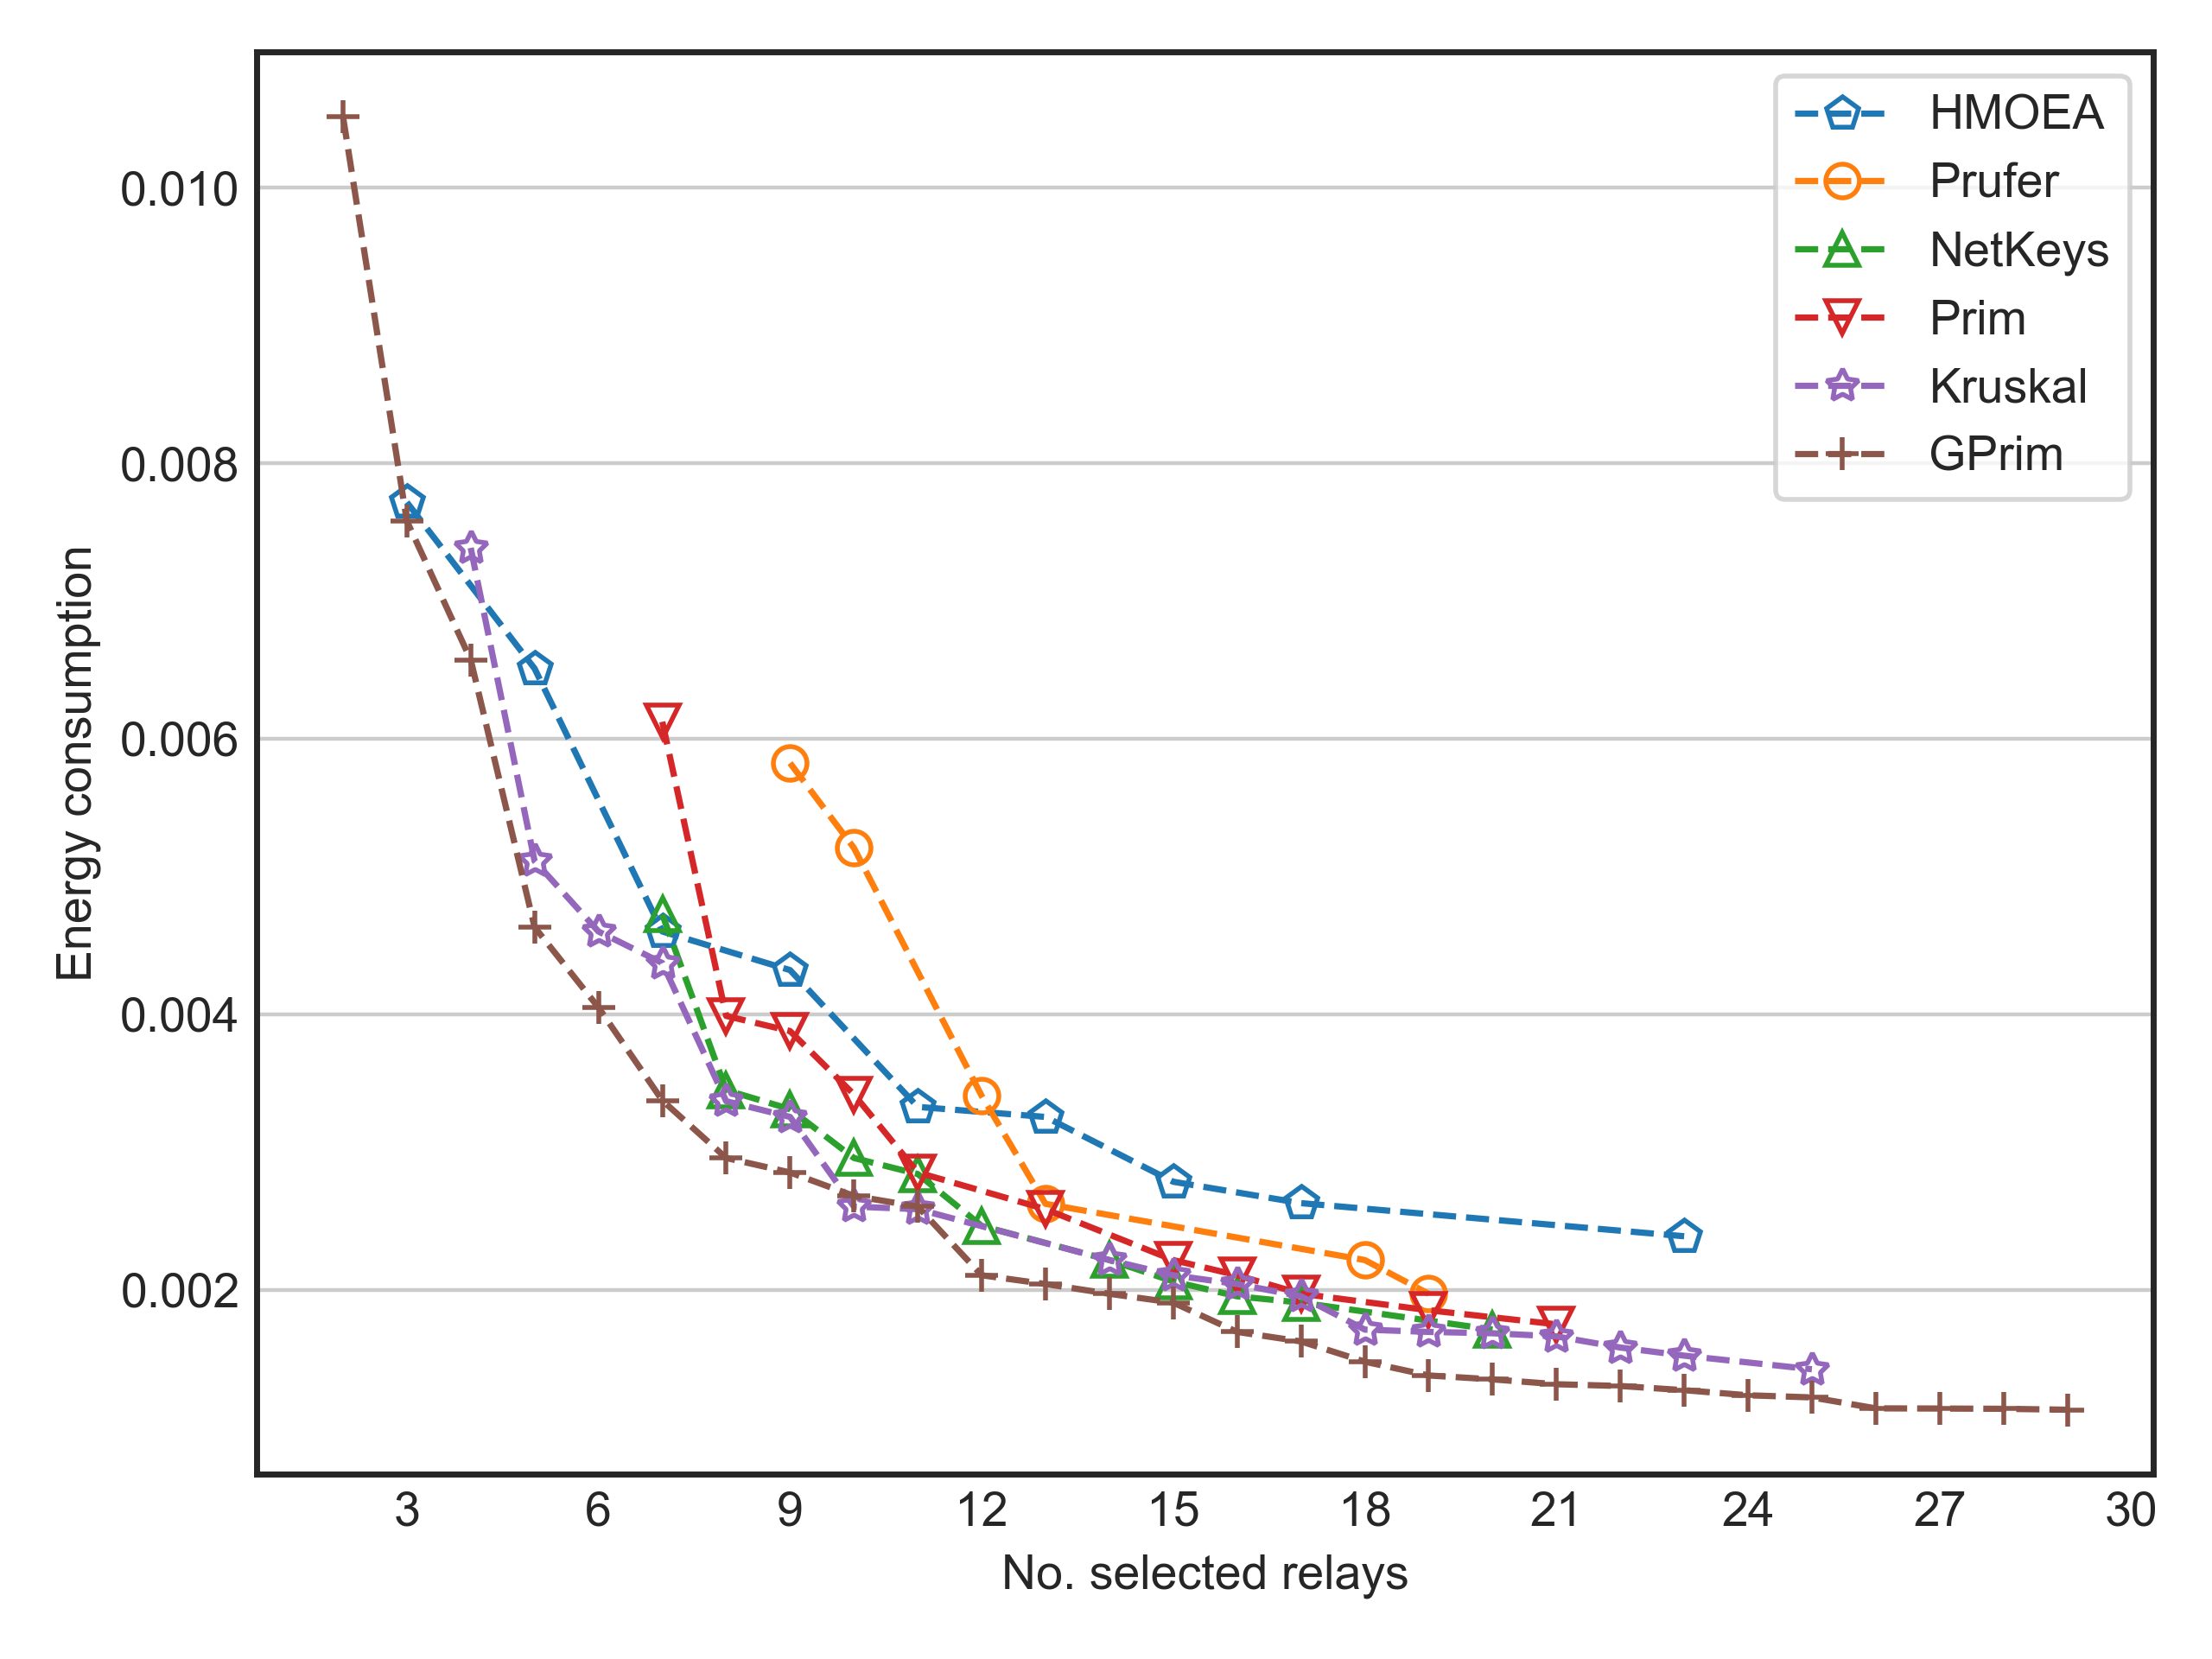 HMOEA
Prufer
NetKeys
Prim
Kruskal
GPrim
0.010
0.008
0.006
0.004
0.002
Energy consumption
3 6 9 12 15 18 21 24 27 30
No. selected relays